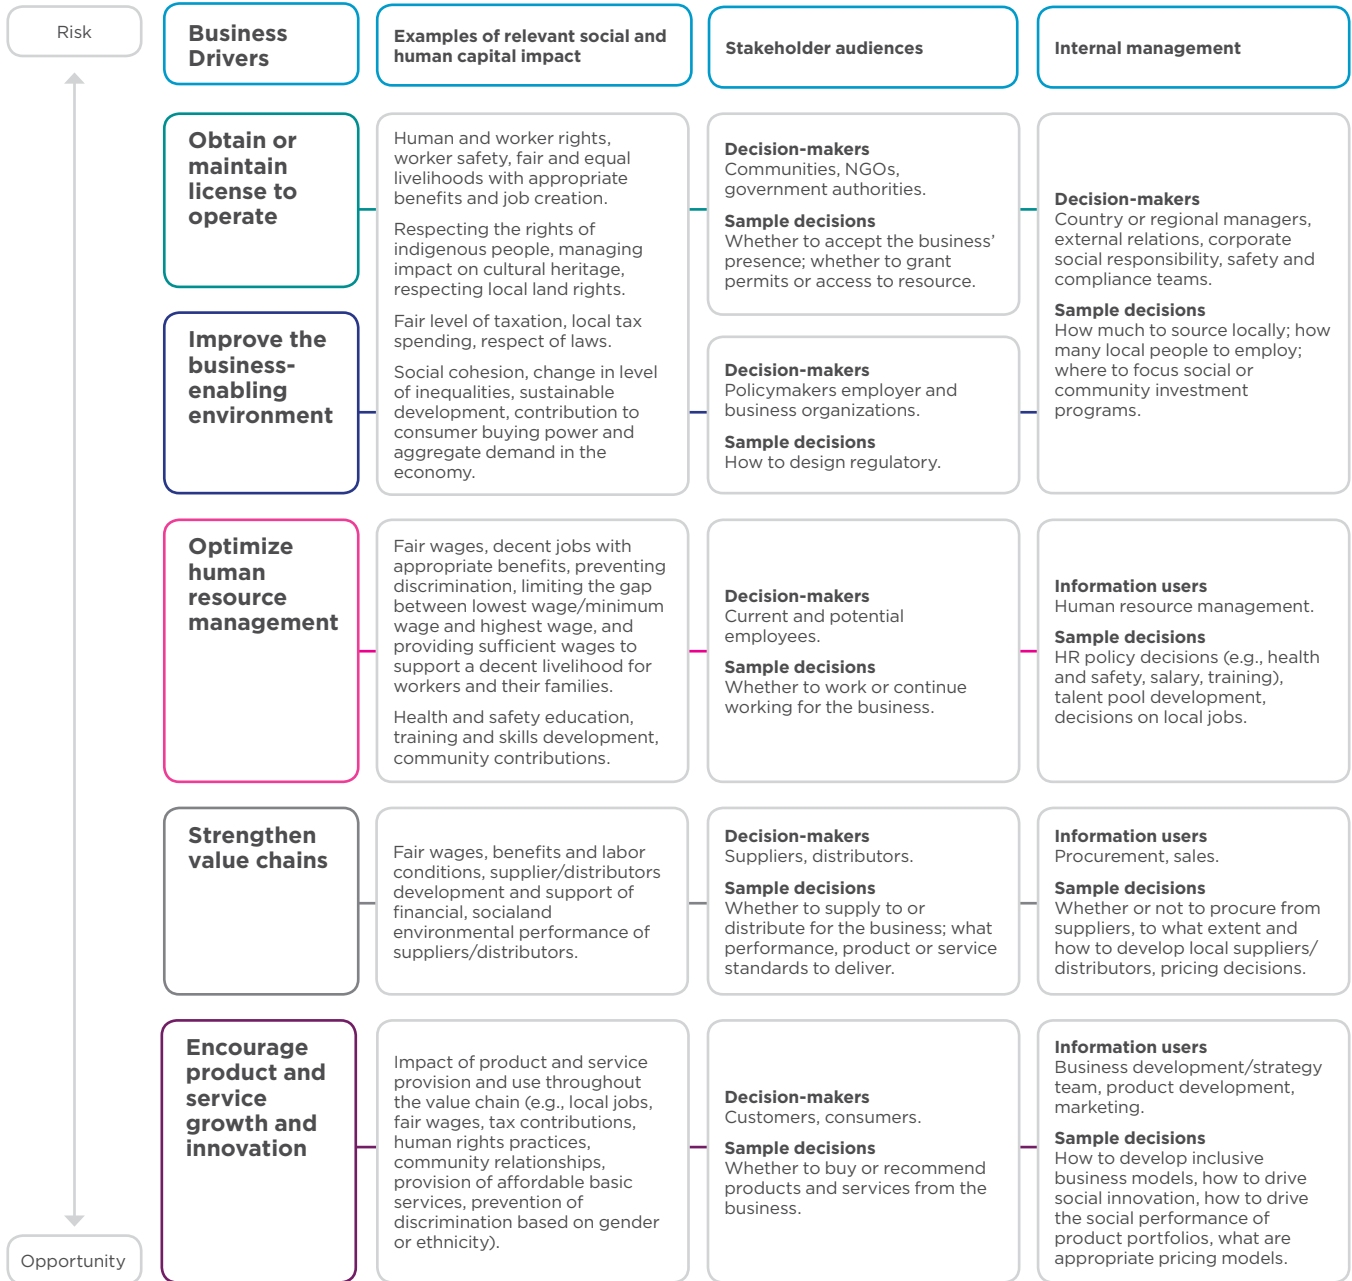 Risk
Business
Drivers
Examples of relevant social and
human capital impact
Stakeholder audiences
Internal management
Obtain or
maintain
license to
operate
Human and worker rights,
worker safety, fair and equal
livelihoods with appropriate
benefits and job creation.
Respecting the rights of
indigenous people, managing
impact on cultural heritage,
respecting local land rights.
Fair level of taxation, local tax
spending, respect of laws.
Social cohesion, change in level
of inequalities, sustainable
development, contribution to
consumer buying power and
aggregate demand in the
economy.
Decision-makers
Communities, NGOs,
government authorities.
Sample decisions
Whether to accept the business’
presence; whether to grant
permits or access to resource.
Decision-makers
Country or regional managers,
external relations, corporate
social responsibility, safety and
compliance teams.
Sample decisions
How much to source locally; how
many local people to employ;
where to focus social or
community investment
programs.
Improve the
business-
enabling
environment
Decision-makers
Policymakers employer and
business organizations.
Sample decisions
How to design regulatory.
Optimize
human
resource
management
Fair wages, decent jobs with
appropriate benefits, preventing
discrimination, limiting the gap
between lowest wage/minimum
wage and highest wage, and
providing sufficient wages to
support a decent livelihood for
workers and their families.
Health and safety education,
training and skills development,
community contributions.
Decision-makers
Current and potential
employees.
Sample decisions
Whether to work or continue
working for the business.
Information users
Human resource management.
Sample decisions
HR policy decisions (e.g., health
and safety, salary, training),
talent pool development,
decisions on local jobs.
Strengthen
value chains
Fair wages, benefits and labor
conditions, supplier/distributors
development and support of
financial, socialand
environmental performance of
suppliers/distributors.
Decision-makers
Suppliers, distributors.
Sample decisions
Whether to supply to or
distribute for the business; what
performance, product or service
standards to deliver.
Information users
Procurement, sales.
Sample decisions
Whether or not to procure from
suppliers, to what extent and
how to develop local suppliers/
distributors, pricing decisions.
Encourage
product and
service
growth and
innovation
Impact of product and service
provision and use throughout
the value chain (e.g., local jobs,
fair wages, tax contributions,
human rights practices,
community relationships,
provision of affordable basic
services, prevention of
discrimination based on gender
or ethnicity).
Decision-makers
Customers, consumers.
Sample decisions
Whether to buy or recommend
products and services from the
business.
Information users
Business development/strategy
team, product development,
marketing.
Sample decisions
How to develop inclusive
business models, how to drive
social innovation, how to drive
the social performance of
product portfolios, what are
appropriate pricing models.
Opportunity